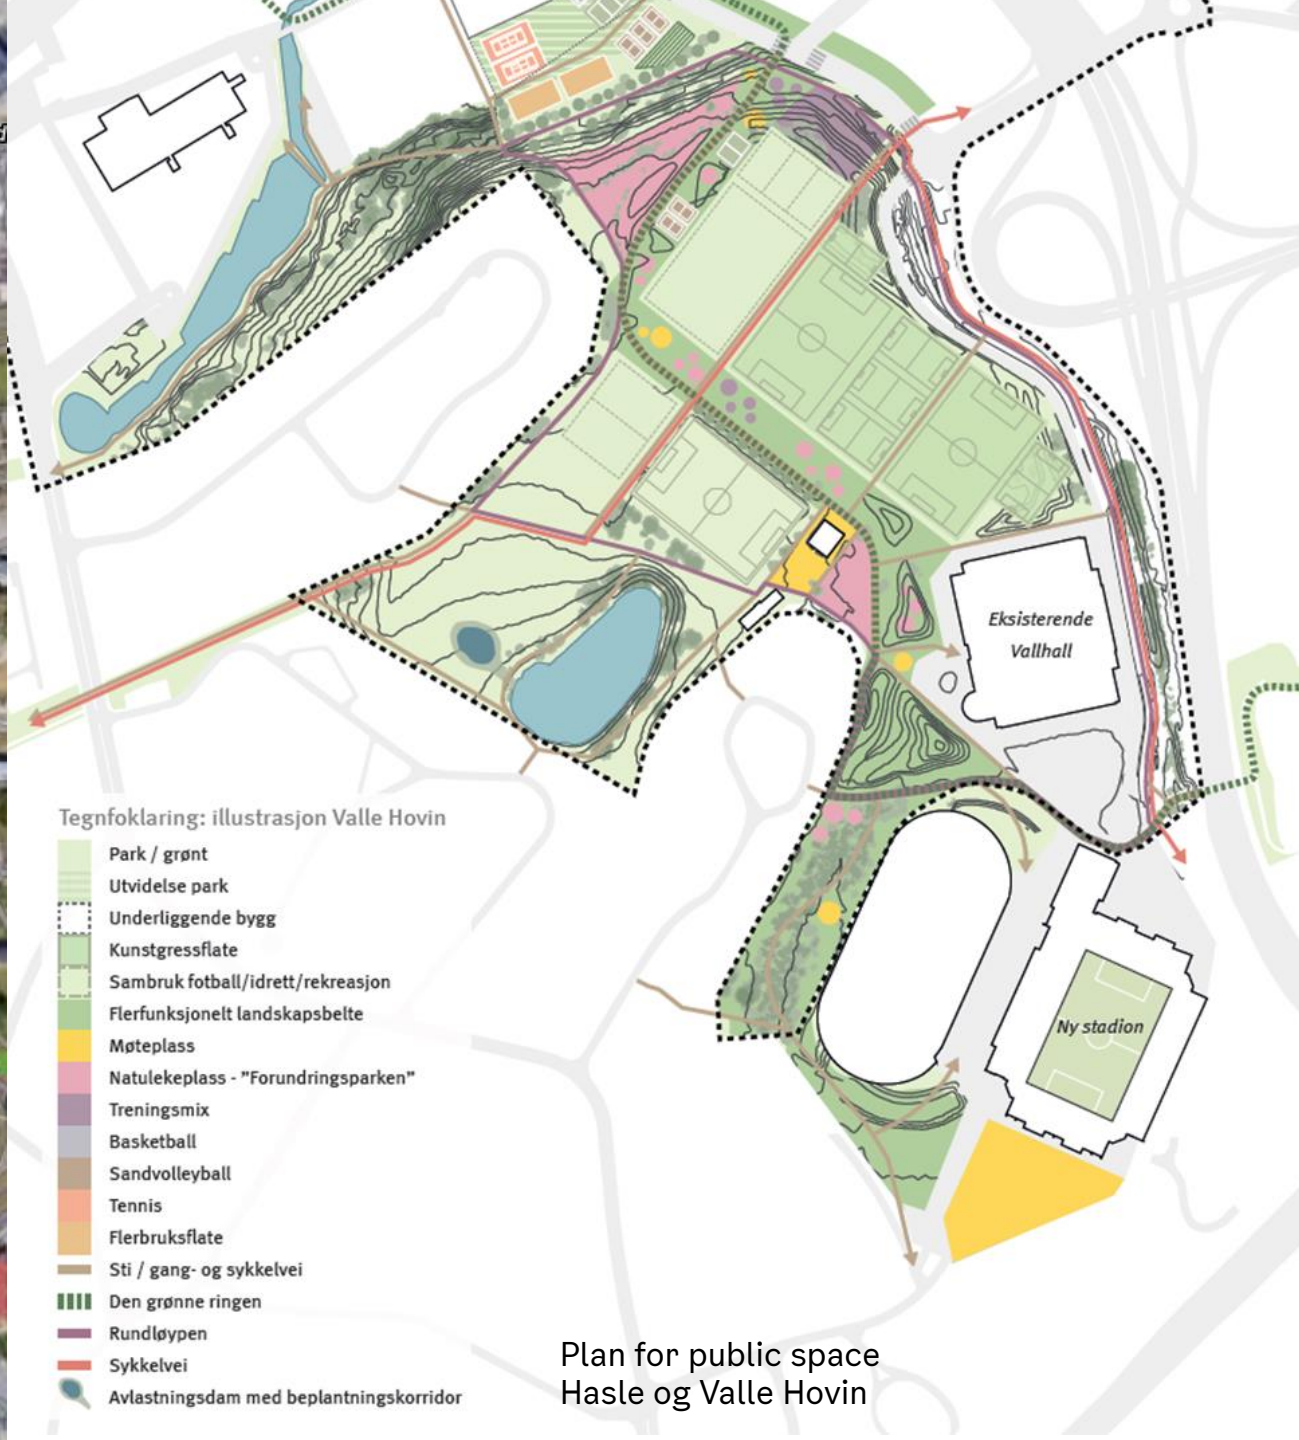 Eksisterende
Vallhall
Ny stadion
Tegnfoklaring: illustrasjon Valle Hovin
Park / grønt
Utvidelse park
Underliggende bygg
Kunstgressflate
Sambruk fotball/idrett/rekreasjon
Flerfunksjonelt landskapsbelte
Møteplass
Natulekeplass - "Forundringsparken"
Treningsmix
Basketball
Sandvolleyball
Tennis
Flerbruksflate
Sti / gang- og sykkelvei
Den grønne ringen
Rundløypen
Sykkelvei
Avlastningsdam med beplantningskorridor
Plan for public space
Hasle og Valle Hovin